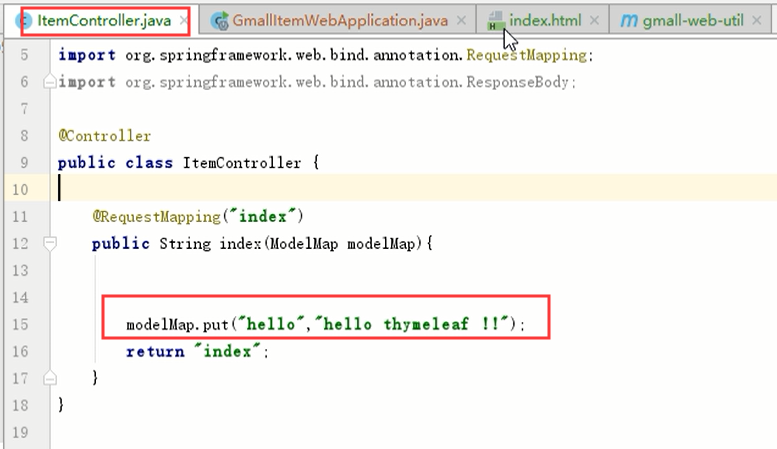 ItemController.java GmallItemWebApplication.java index.html gmall-web-util
5 import org.springframework.web.bind.annotation.RequestMapping;
6 import org.springframework.web.bind.annotation.ResponseBody;
7
8 @Controller
9 public class ItemController {
10
11 @RequestMapping("index")
12 public String index(ModelMap modelMap){
13
14
15 modelMap.put("hello","hello thymeleaf !!");
16 return "index";
17 }
18 }
19